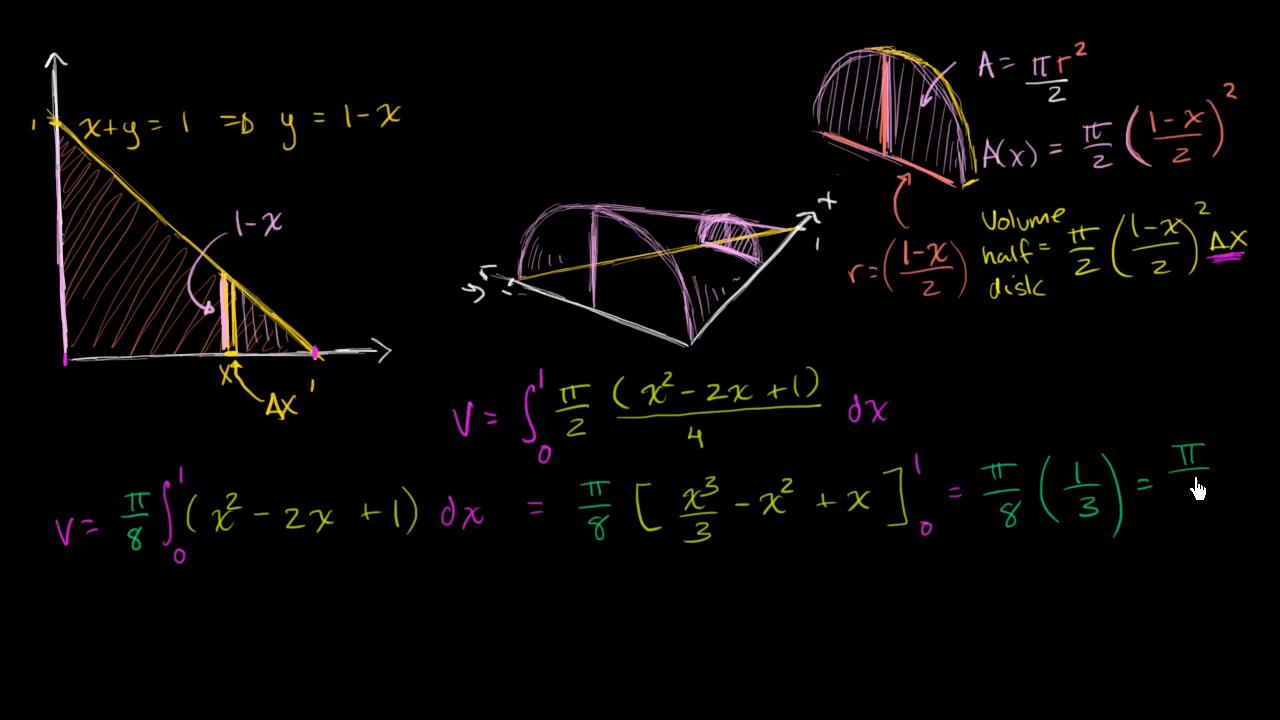 x+y = 1 ⇒ y = 1-x
1
1-x
x
1
Δx
y
x
1
A = πr²/2
A(x) = π/2 ((1-x)/2)²
r = ((1-x)/2)
Volume half disk = π/2 ((1-x)/2)² Δx
V = ∫₀¹ π/2 (x² - 2x + 1)/4 dx
V = π/8 ∫₀¹ (x² - 2x + 1) dx = π/8 [x³/3 - x² + x]₀¹ = π/8 (1/3) = π/